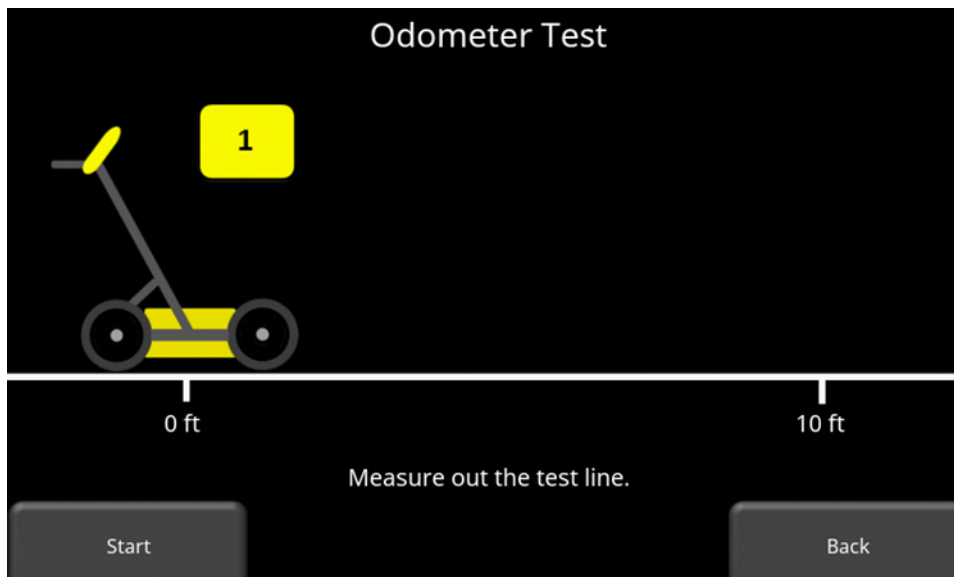 Odometer Test
1
0 ft
10 ft
Measure out the test line.
Start
Back